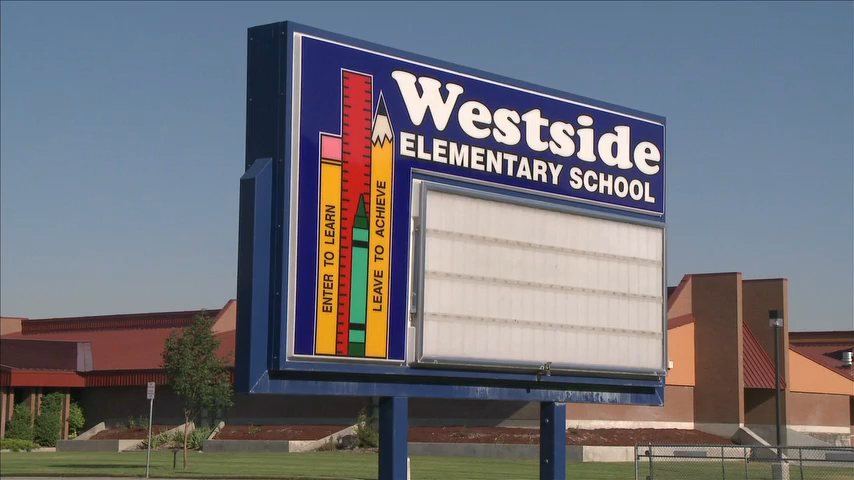 Westside
ELEMENTARY SCHOOL
ENTER TO LEARN
LEAVE TO ACHIEVE